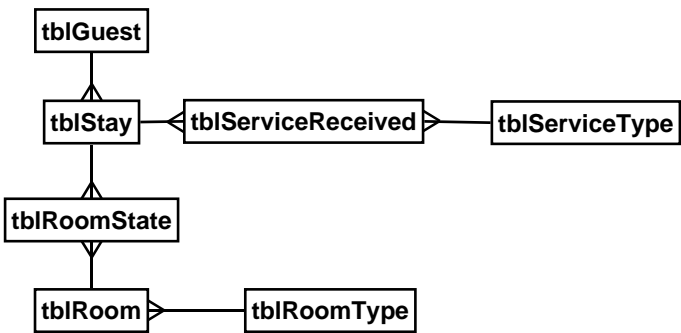 tblGuest
tblStay
tblServiceReceived
tblServiceType
tblRoomState
tblRoom
tblRoomType